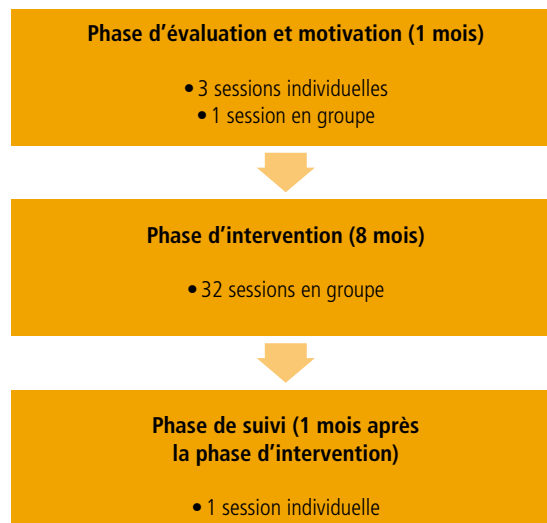 Phase d’évaluation et motivation (1 mois)
• 3 sessions individuelles
• 1 session en groupe
Phase d’intervention (8 mois)
• 32 sessions en groupe
Phase de suivi (1 mois après
la phase d’intervention)
• 1 session individuelle